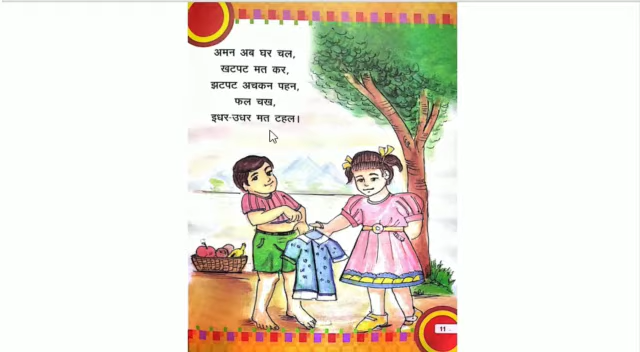 अमन अब घर चल,
खटपट मत कर,
झटपट अचकन पहन,
फल चख,
इधर-उधर मत टहल।
11